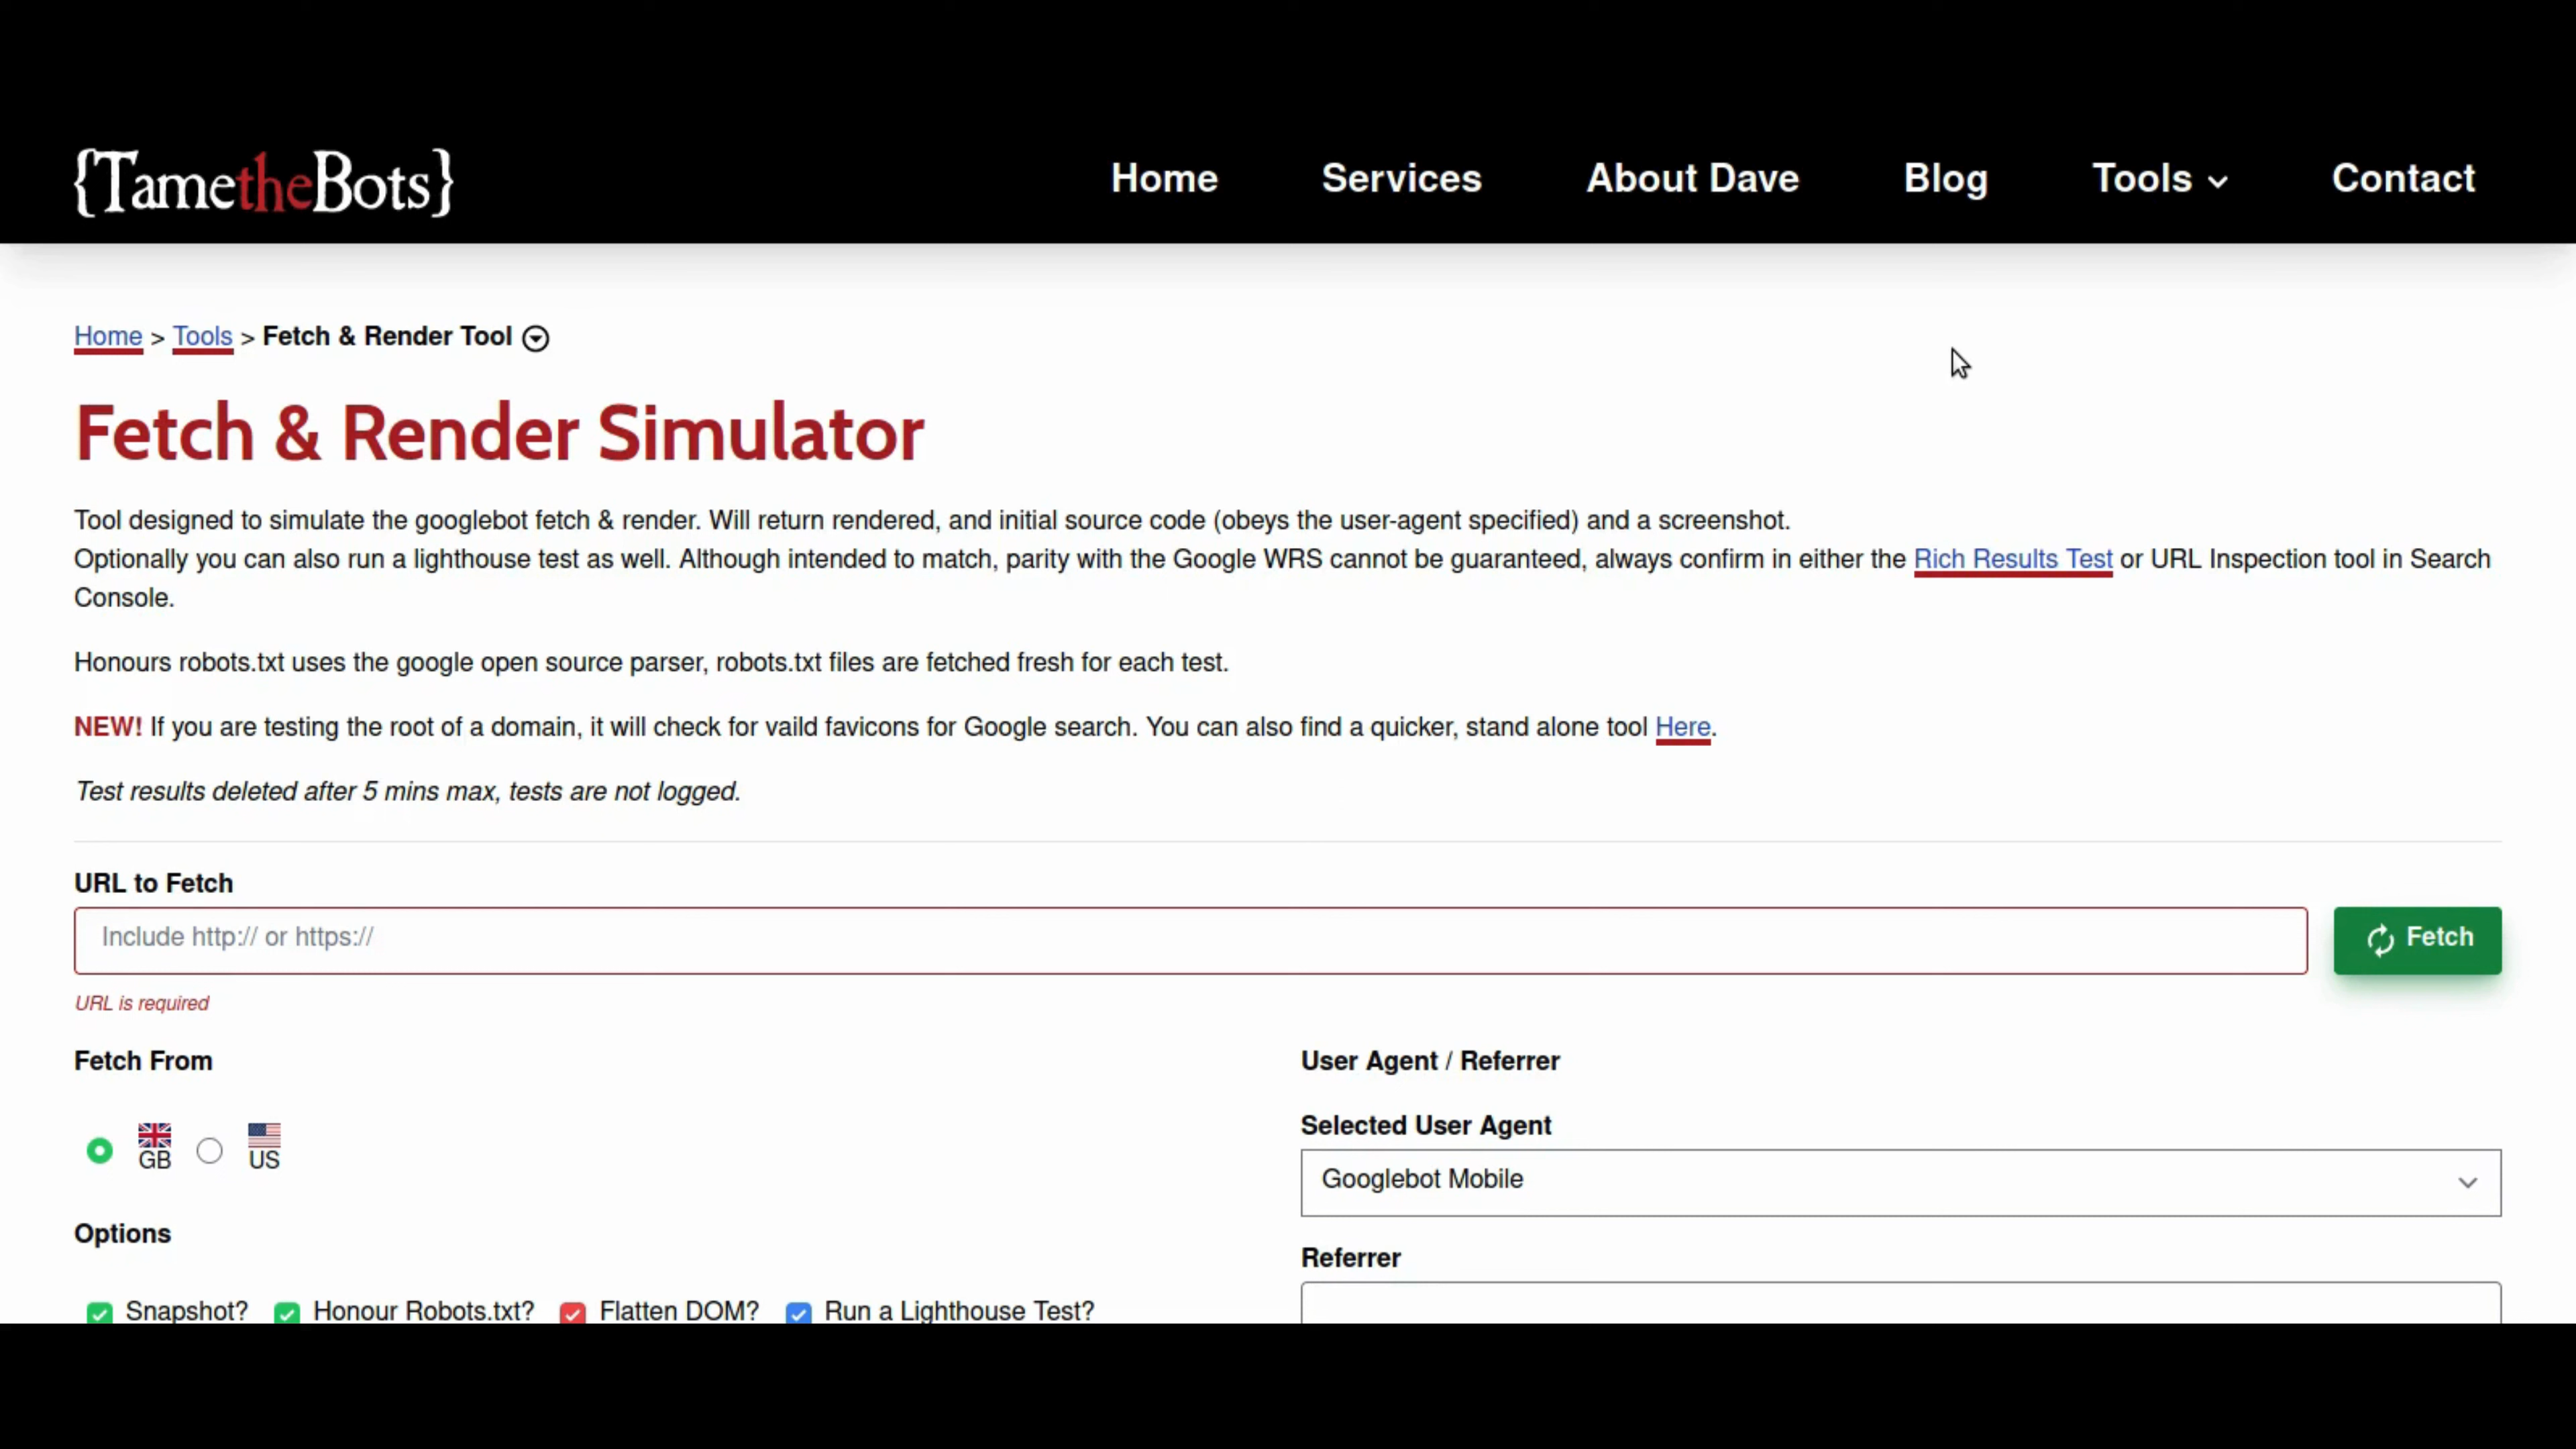 {TametheBots}
Home Services About Dave Blog Tools Contact
Home > Tools > Fetch & Render Tool
Fetch & Render Simulator
Tool designed to simulate the googlebot fetch & render. Will return rendered, and initial source code (obeys the user-agent specified) and a screenshot.
Optionally you can also run a lighthouse test as well. Although intended to match, parity with the Google WRS cannot be guaranteed, always confirm in either the Rich Results Test or URL Inspection tool in Search
Console.
Honours robots.txt uses the google open source parser, robots.txt files are fetched fresh for each test.
NEW! If you are testing the root of a domain, it will check for vaild favicons for Google search. You can also find a quicker, stand alone tool Here.
Test results deleted after 5 mins max, tests are not logged.
URL to Fetch
Include http:// or https://
Fetch
URL is required
Fetch From
GB US
Options
Snapshot? Honour Robots.txt? Flatten DOM? Run a Lighthouse Test?
User Agent / Referrer
Selected User Agent
Googlebot Mobile
Referrer